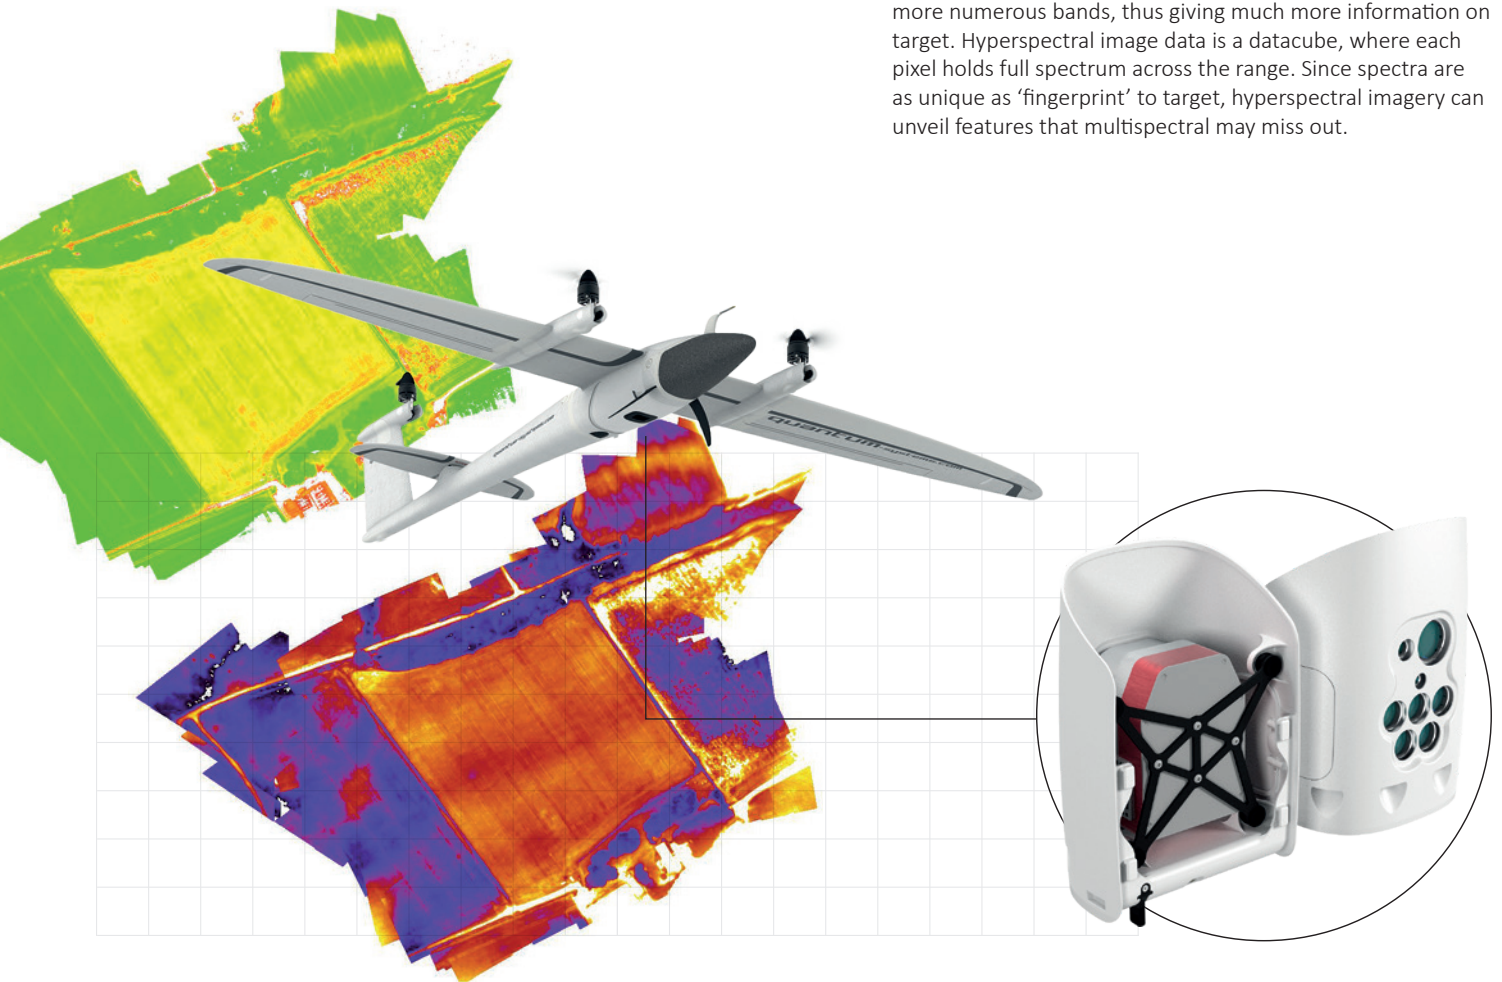 more numerous bands, thus giving much more information on
target. Hyperspectral image data is a datacube, where each
pixel holds full spectrum across the range. Since spectra are
as unique as ‘fingerprint’ to target, hyperspectral imagery can
unveil features that multispectral may miss out.
quantum-systems.com